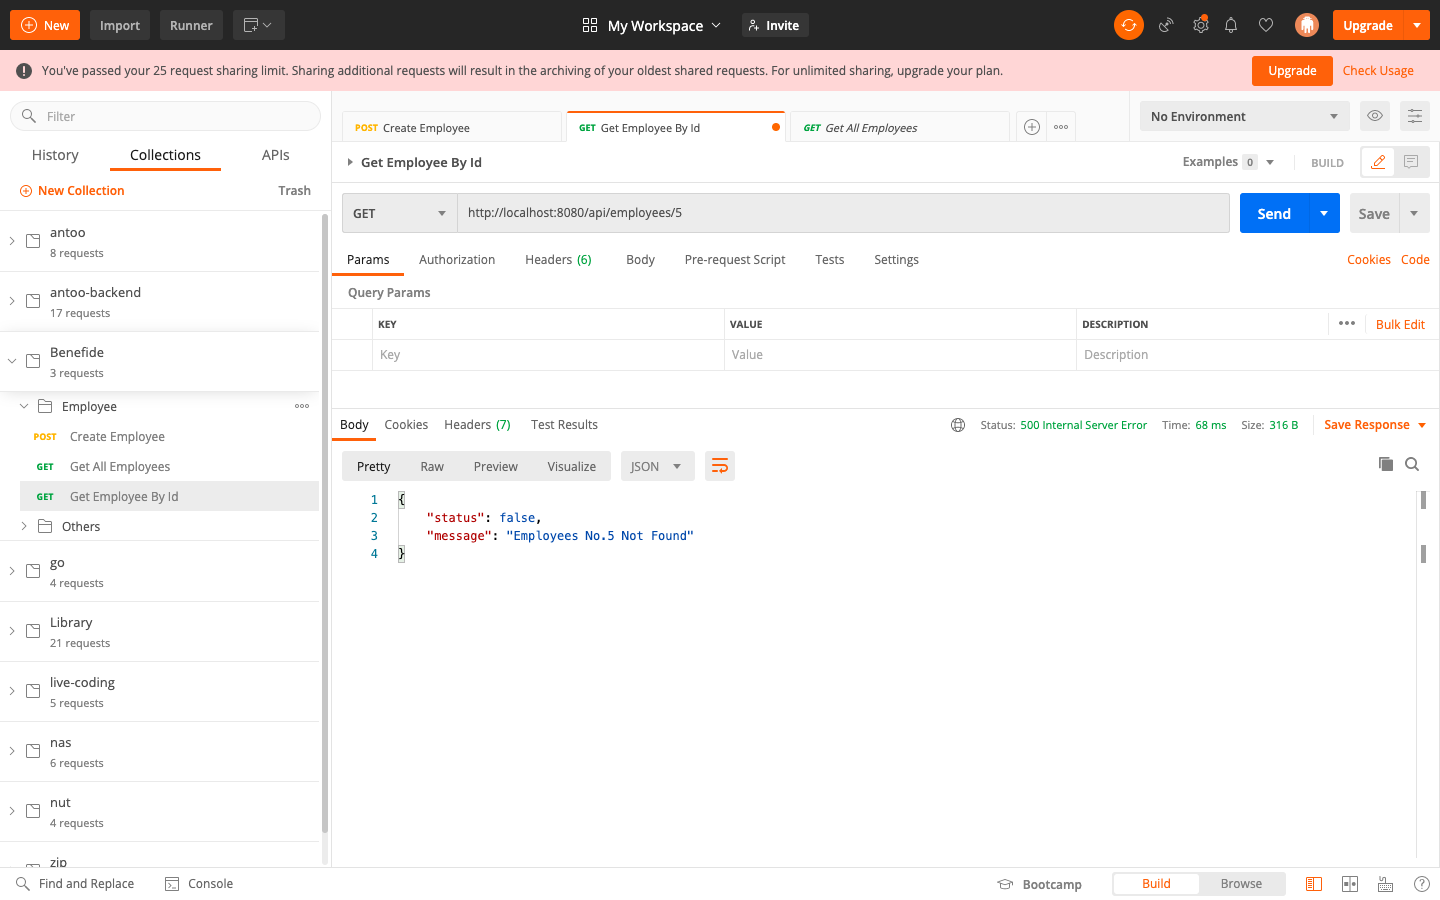 New
Import
Runner
My Workspace
Invite
Upgrade
You've passed your 25 request sharing limit. Sharing additional requests will result in the archiving of your oldest shared requests. For unlimited sharing, upgrade your plan.
Upgrade
Check Usage
Filter
History
Collections
APIs
New Collection
Trash
antoo
8 requests
antoo-backend
17 requests
Benefide
3 requests
Employee
POST Create Employee
GET Get All Employees
GET Get Employee By Id
Others
go
4 requests
Library
21 requests
live-coding
5 requests
nas
6 requests
nut
4 requests
zip
POST Create Employee
GET Get Employee By Id
GET Get All Employees
No Environment
Get Employee By Id
Examples 0
BUILD
GET
http://localhost:8080/api/employees/5
Send
Save
Params
Authorization
Headers (6)
Body
Pre-request Script
Tests
Settings
Cookies
Code
Query Params
KEY
VALUE
DESCRIPTION
Bulk Edit
Key
Value
Description
Body
Cookies
Headers (7)
Test Results
Status: 500 Internal Server Error
Time: 68 ms
Size: 316 B
Save Response
Pretty
Raw
Preview
Visualize
JSON
1 {
2 "status": false,
3 "message": "Employees No.5 Not Found"
4 }
Find and Replace
Console
Bootcamp
Build
Browse